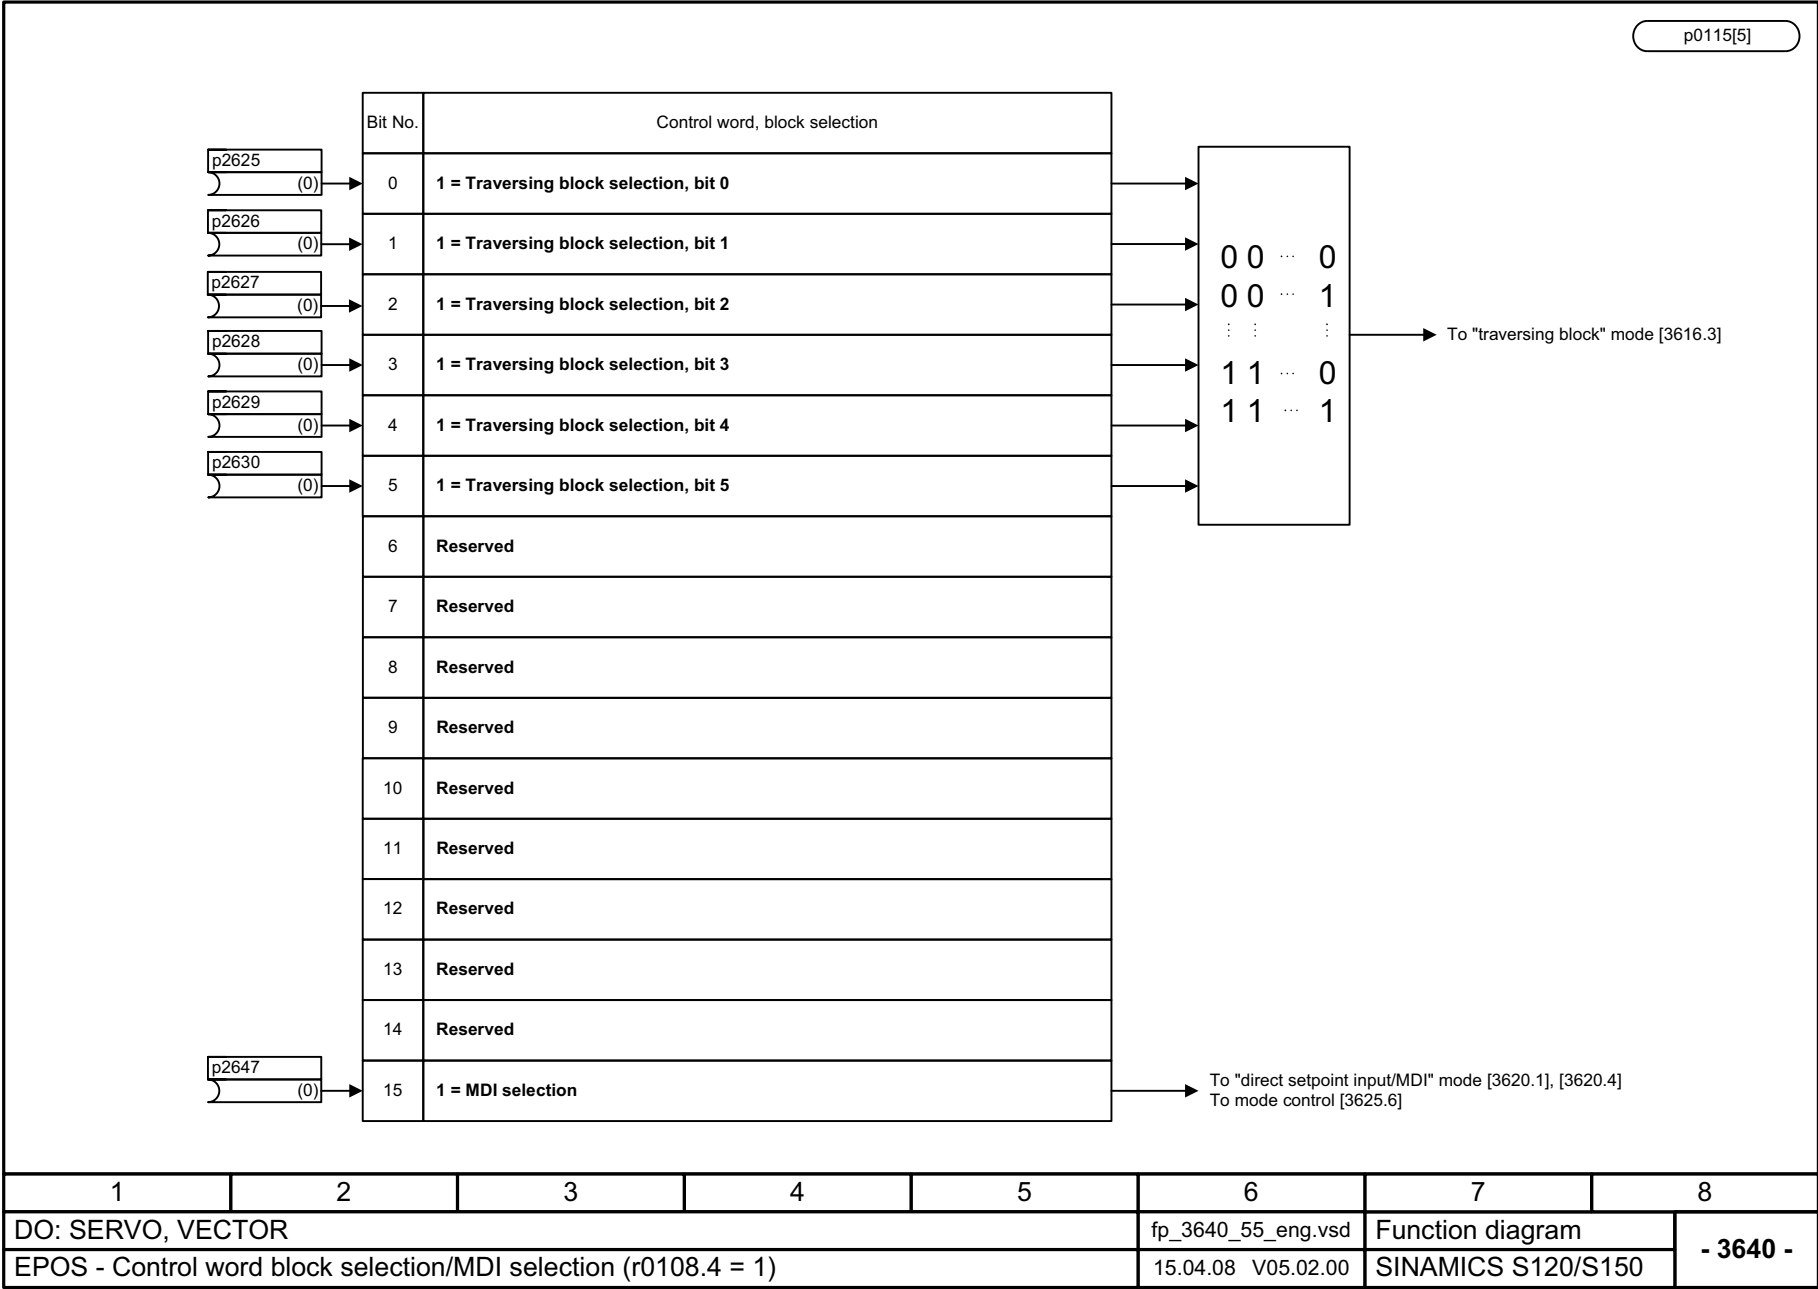 p0115[5]
Bit No. Control word, block selection
p2625
(0) 0 1 = Traversing block selection, bit 0
p2626
(0) 1 1 = Traversing block selection, bit 1
p2627
(0) 2 1 = Traversing block selection, bit 2
p2628
(0) 3 1 = Traversing block selection, bit 3
p2629
(0) 4 1 = Traversing block selection, bit 4
p2630
(0) 5 1 = Traversing block selection, bit 5
0 0 ... 0
0 0 ... 1
⋮ ⋮ ⋮
1 1 ... 0
1 1 ... 1
To "traversing block" mode [3616.3]
6 Reserved
7 Reserved
8 Reserved
9 Reserved
10 Reserved
11 Reserved
12 Reserved
13 Reserved
14 Reserved
p2647
(0) 15 1 = MDI selection
To "direct setpoint input/MDI" mode [3620.1], [3620.4]
To mode control [3625.6]
1 2 3 4 5 6 7 8
DO: SERVO, VECTOR fp_3640_55_eng.vsd Function diagram
- 3640 -
EPOS - Control word block selection/MDI selection (r0108.4 = 1) 15.04.08 V05.02.00 SINAMICS S120/S150